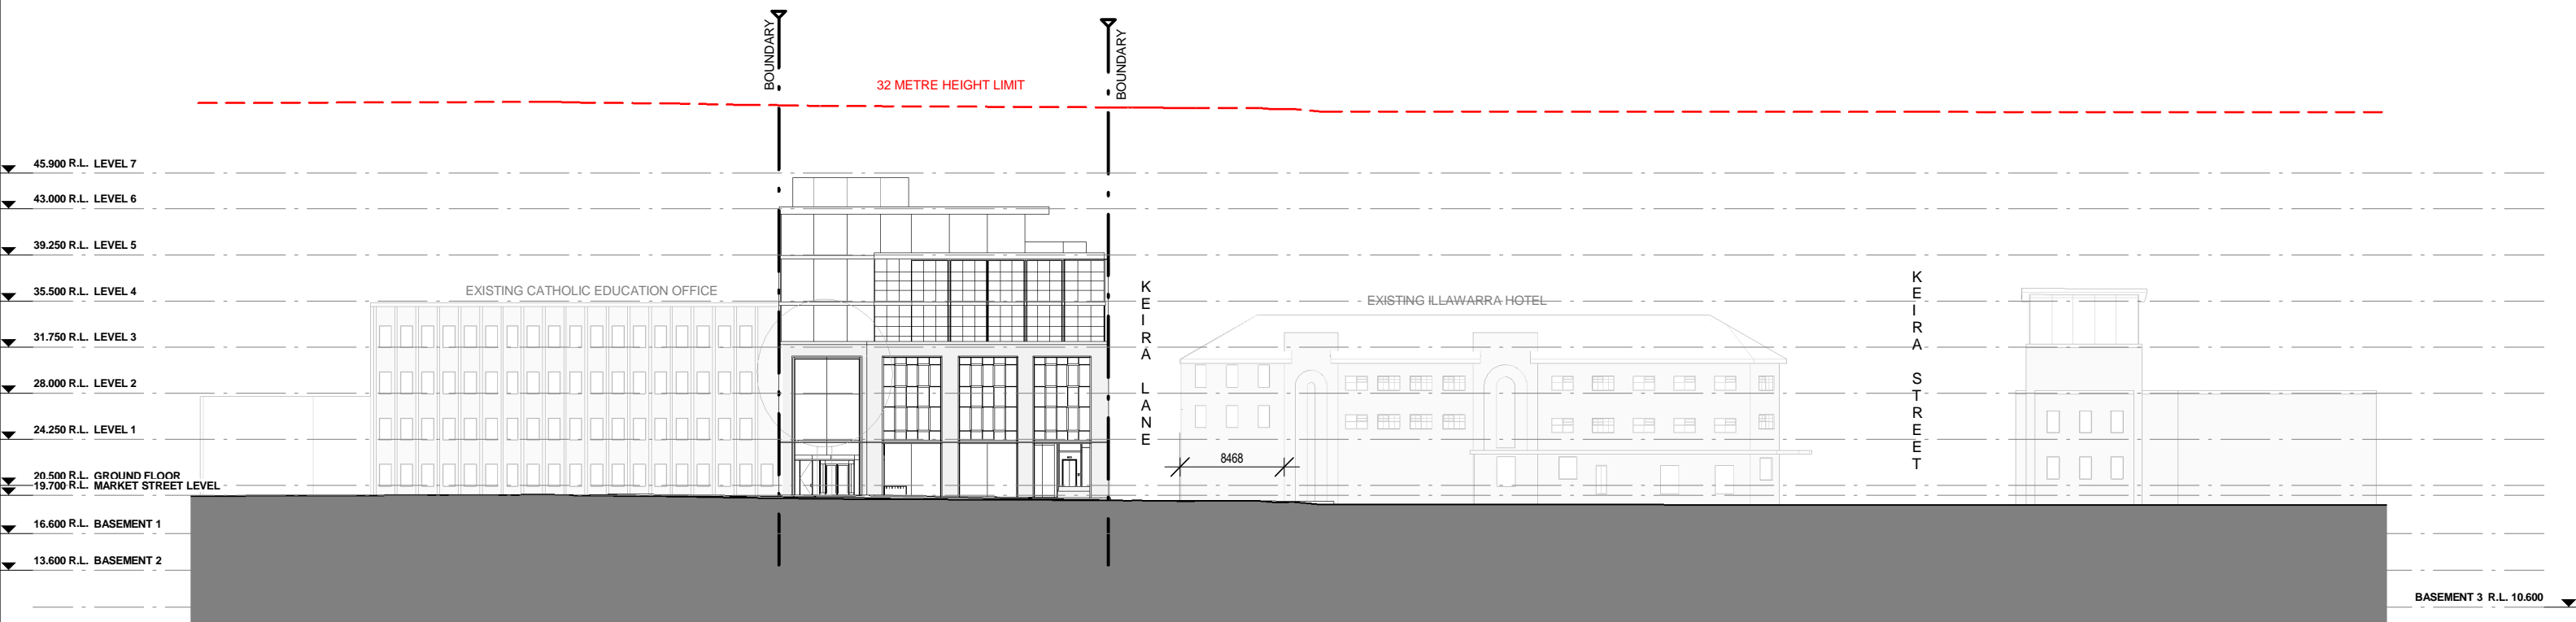 BOUNDARY
BOUNDARY
32 METRE HEIGHT LIMIT
45.900 R.L. LEVEL 7
43.000 R.L. LEVEL 6
39.250 R.L. LEVEL 5
35.500 R.L. LEVEL 4
31.750 R.L. LEVEL 3
28.000 R.L. LEVEL 2
24.250 R.L. LEVEL 1
20.500 R.L. GROUND FLOOR
19.700 R.L. MARKET STREET LEVEL
16.600 R.L. BASEMENT 1
13.600 R.L. BASEMENT 2
EXISTING CATHOLIC EDUCATION OFFICE
KEIRA LANE
8468
EXISTING ILLAWARRA HOTEL
KEIRA STREET
BASEMENT 3 R.L. 10.600